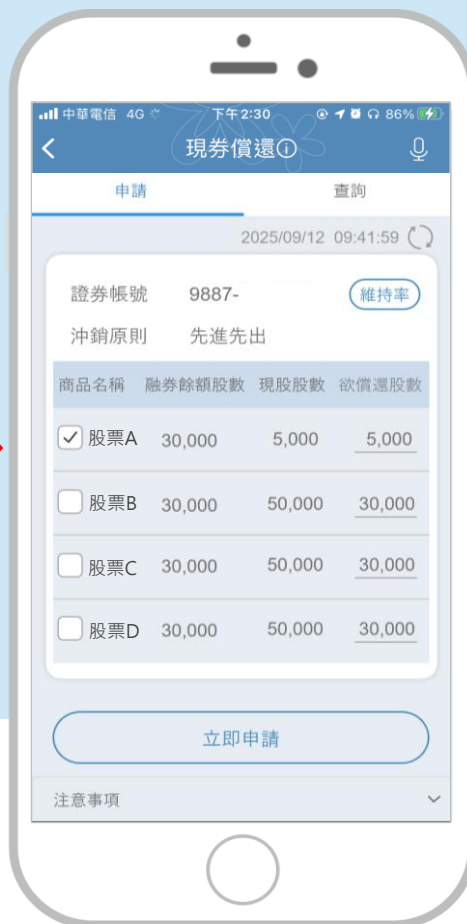 中華電信 4G 下午2:30 86%
現券償還
申請 查詢
2025/09/12 09:41:59
證券帳號 9887- 維持率
沖銷原則 先進先出
商品名稱 融券餘額股數 現股股數 欲償還股數
股票A 30,000 5,000 5,000
股票B 30,000 50,000 30,000
股票C 30,000 50,000 30,000
股票D 30,000 50,000 30,000
立即申請
注意事項